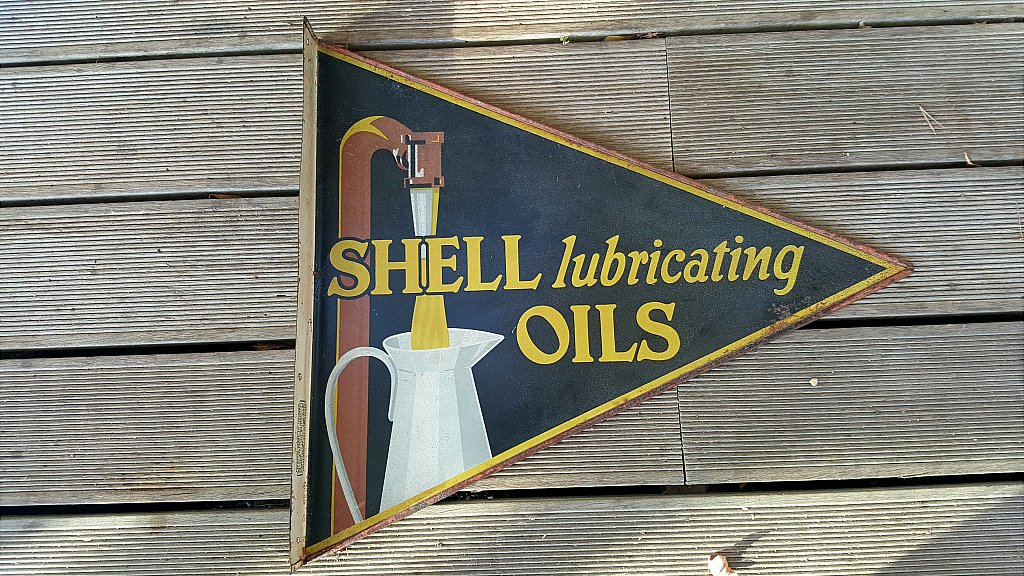 SHELL lubricating
OILS